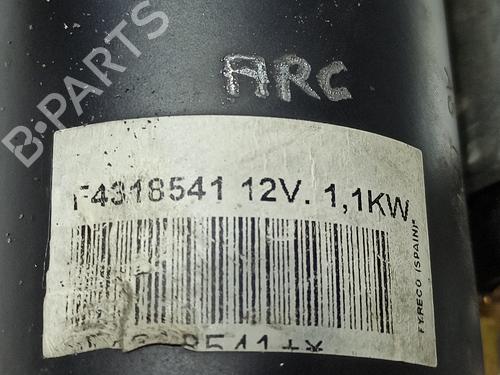 B-PARTS
ARC
F4318541 12V. 1,1KW
FYRECO (SPAIN)*